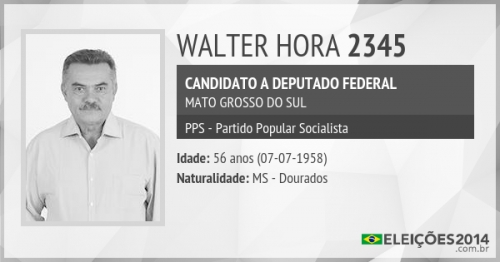 WALTER HORA 2345
CANDIDATO A DEPUTADO FEDERAL
MATO GROSSO DO SUL
PPS - Partido Popular Socialista
Idade: 56 anos (07-07-1958)
Naturalidade: MS - Dourados
ELEIÇÕES2014
.com.br